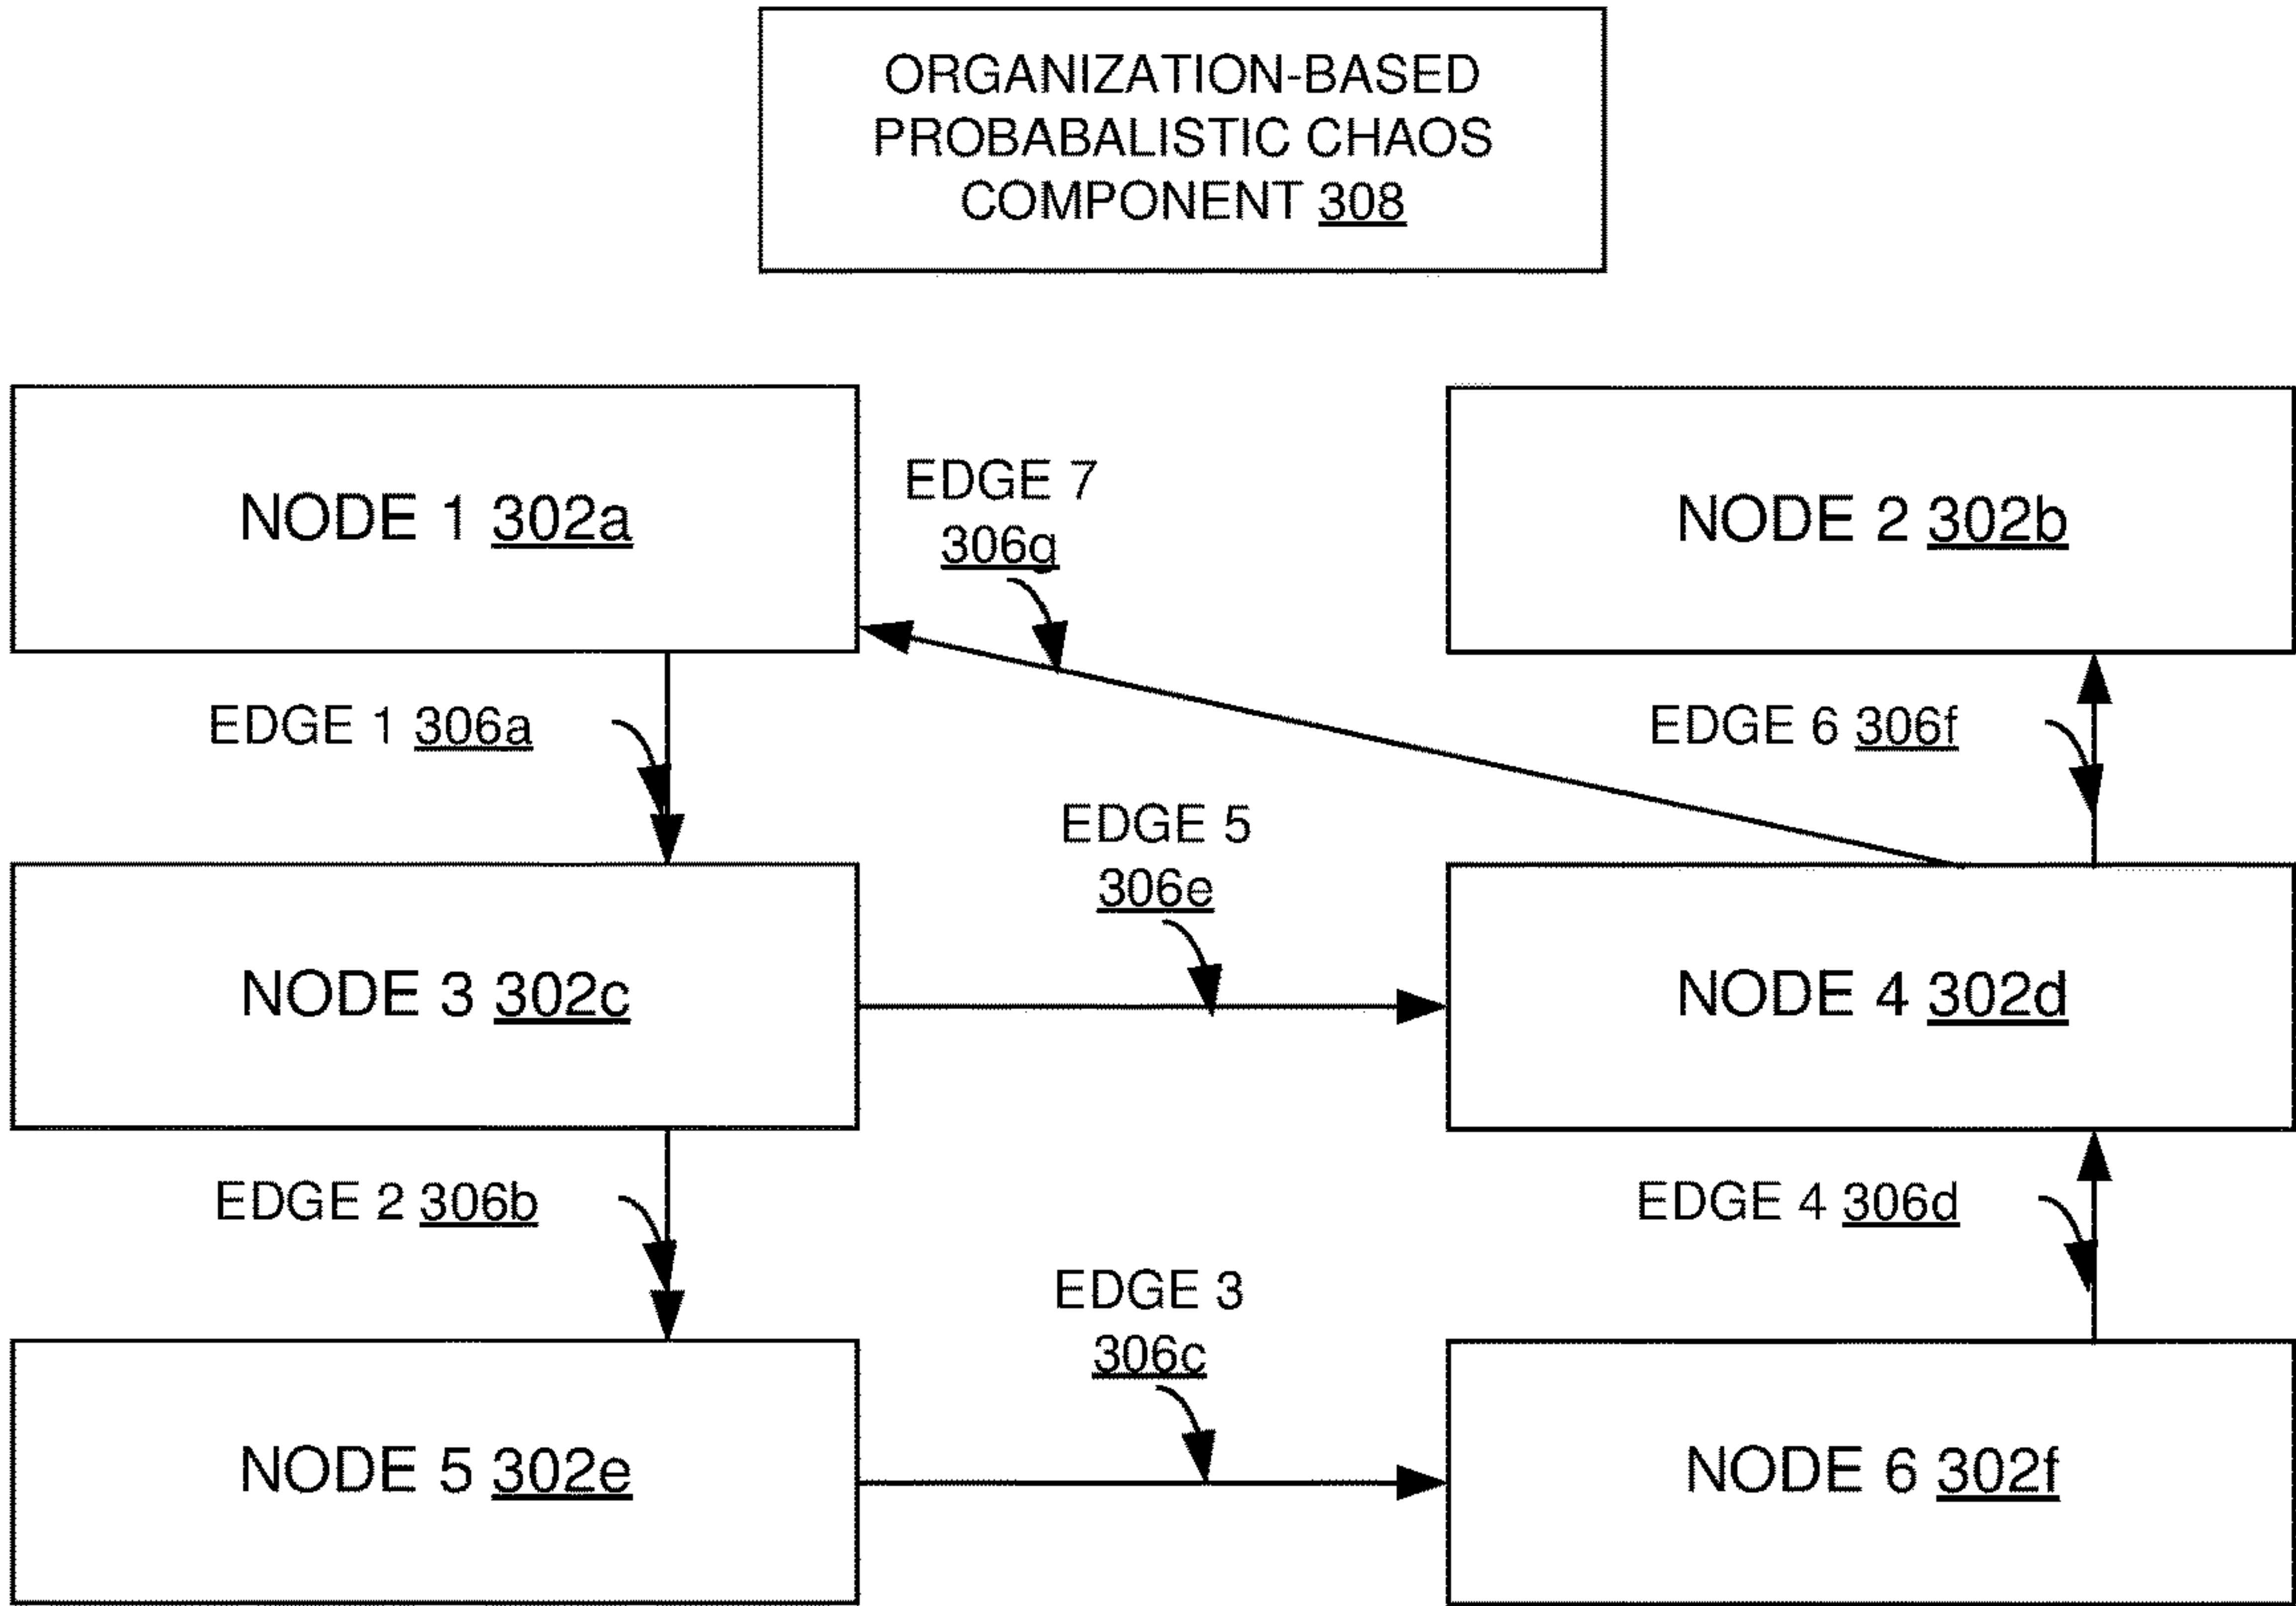 ORGANIZATION-BASED
PROBABALISTIC CHAOS
COMPONENT 308
NODE 1 302a
EDGE 7
306g
NODE 2 302b
EDGE 1 306a
EDGE 6 306f
EDGE 5
306e
NODE 3 302c
NODE 4 302d
EDGE 2 306b
EDGE 4 306d
EDGE 3
306c
NODE 5 302e
NODE 6 302f